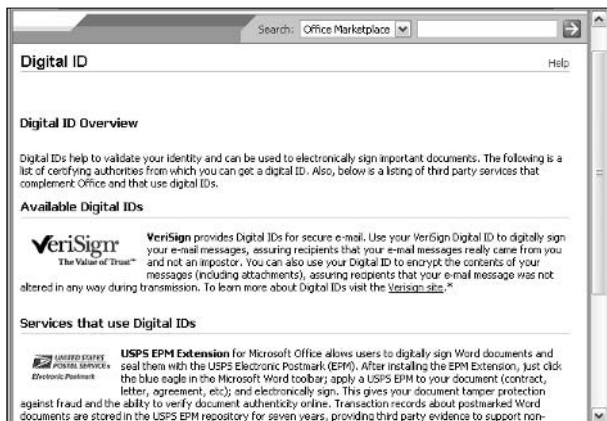 Search: Office Marketplace
Digital ID
Help
Digital ID Overview
Digital IDs help to validate your identity and can be used to electronically sign important documents. The following is a
list of certifying authorities from which you can get a digital ID. Also, below is a listing of third party services that
complement Office and that use digital IDs.
Available Digital IDs
VeriSign
The Value of Trust™
VeriSign provides Digital IDs for secure e-mail. Use your VeriSign Digital ID to digitally sign
your e-mail messages, assuring recipients that your e-mail messages really came from you
and not an impostor. You can also use your Digital ID to encrypt the contents of your
messages (including attachments), assuring recipients that your e-mail message was not
altered in any way during transmission. To learn more about Digital IDs visit the Verisign site.*
Services that use Digital IDs
UNITED STATES
POSTAL SERVICE®
Electronic Postmark
USPS EPM Extension for Microsoft Office allows users to digitally sign Word documents and
seal them with the USPS Electronic Postmark (EPM). After installing the EPM Extension, just click
the blue eagle in the Microsoft Word toolbar; apply a USPS EPM to your document (contract,
letter, agreement, etc); and electronically sign. This gives your document tamper protection
against fraud and the ability to verify document authenticity online. Transaction records about postmarked Word
documents are stored in the USPS EPM repository for seven years, providing third party evidence to support non-